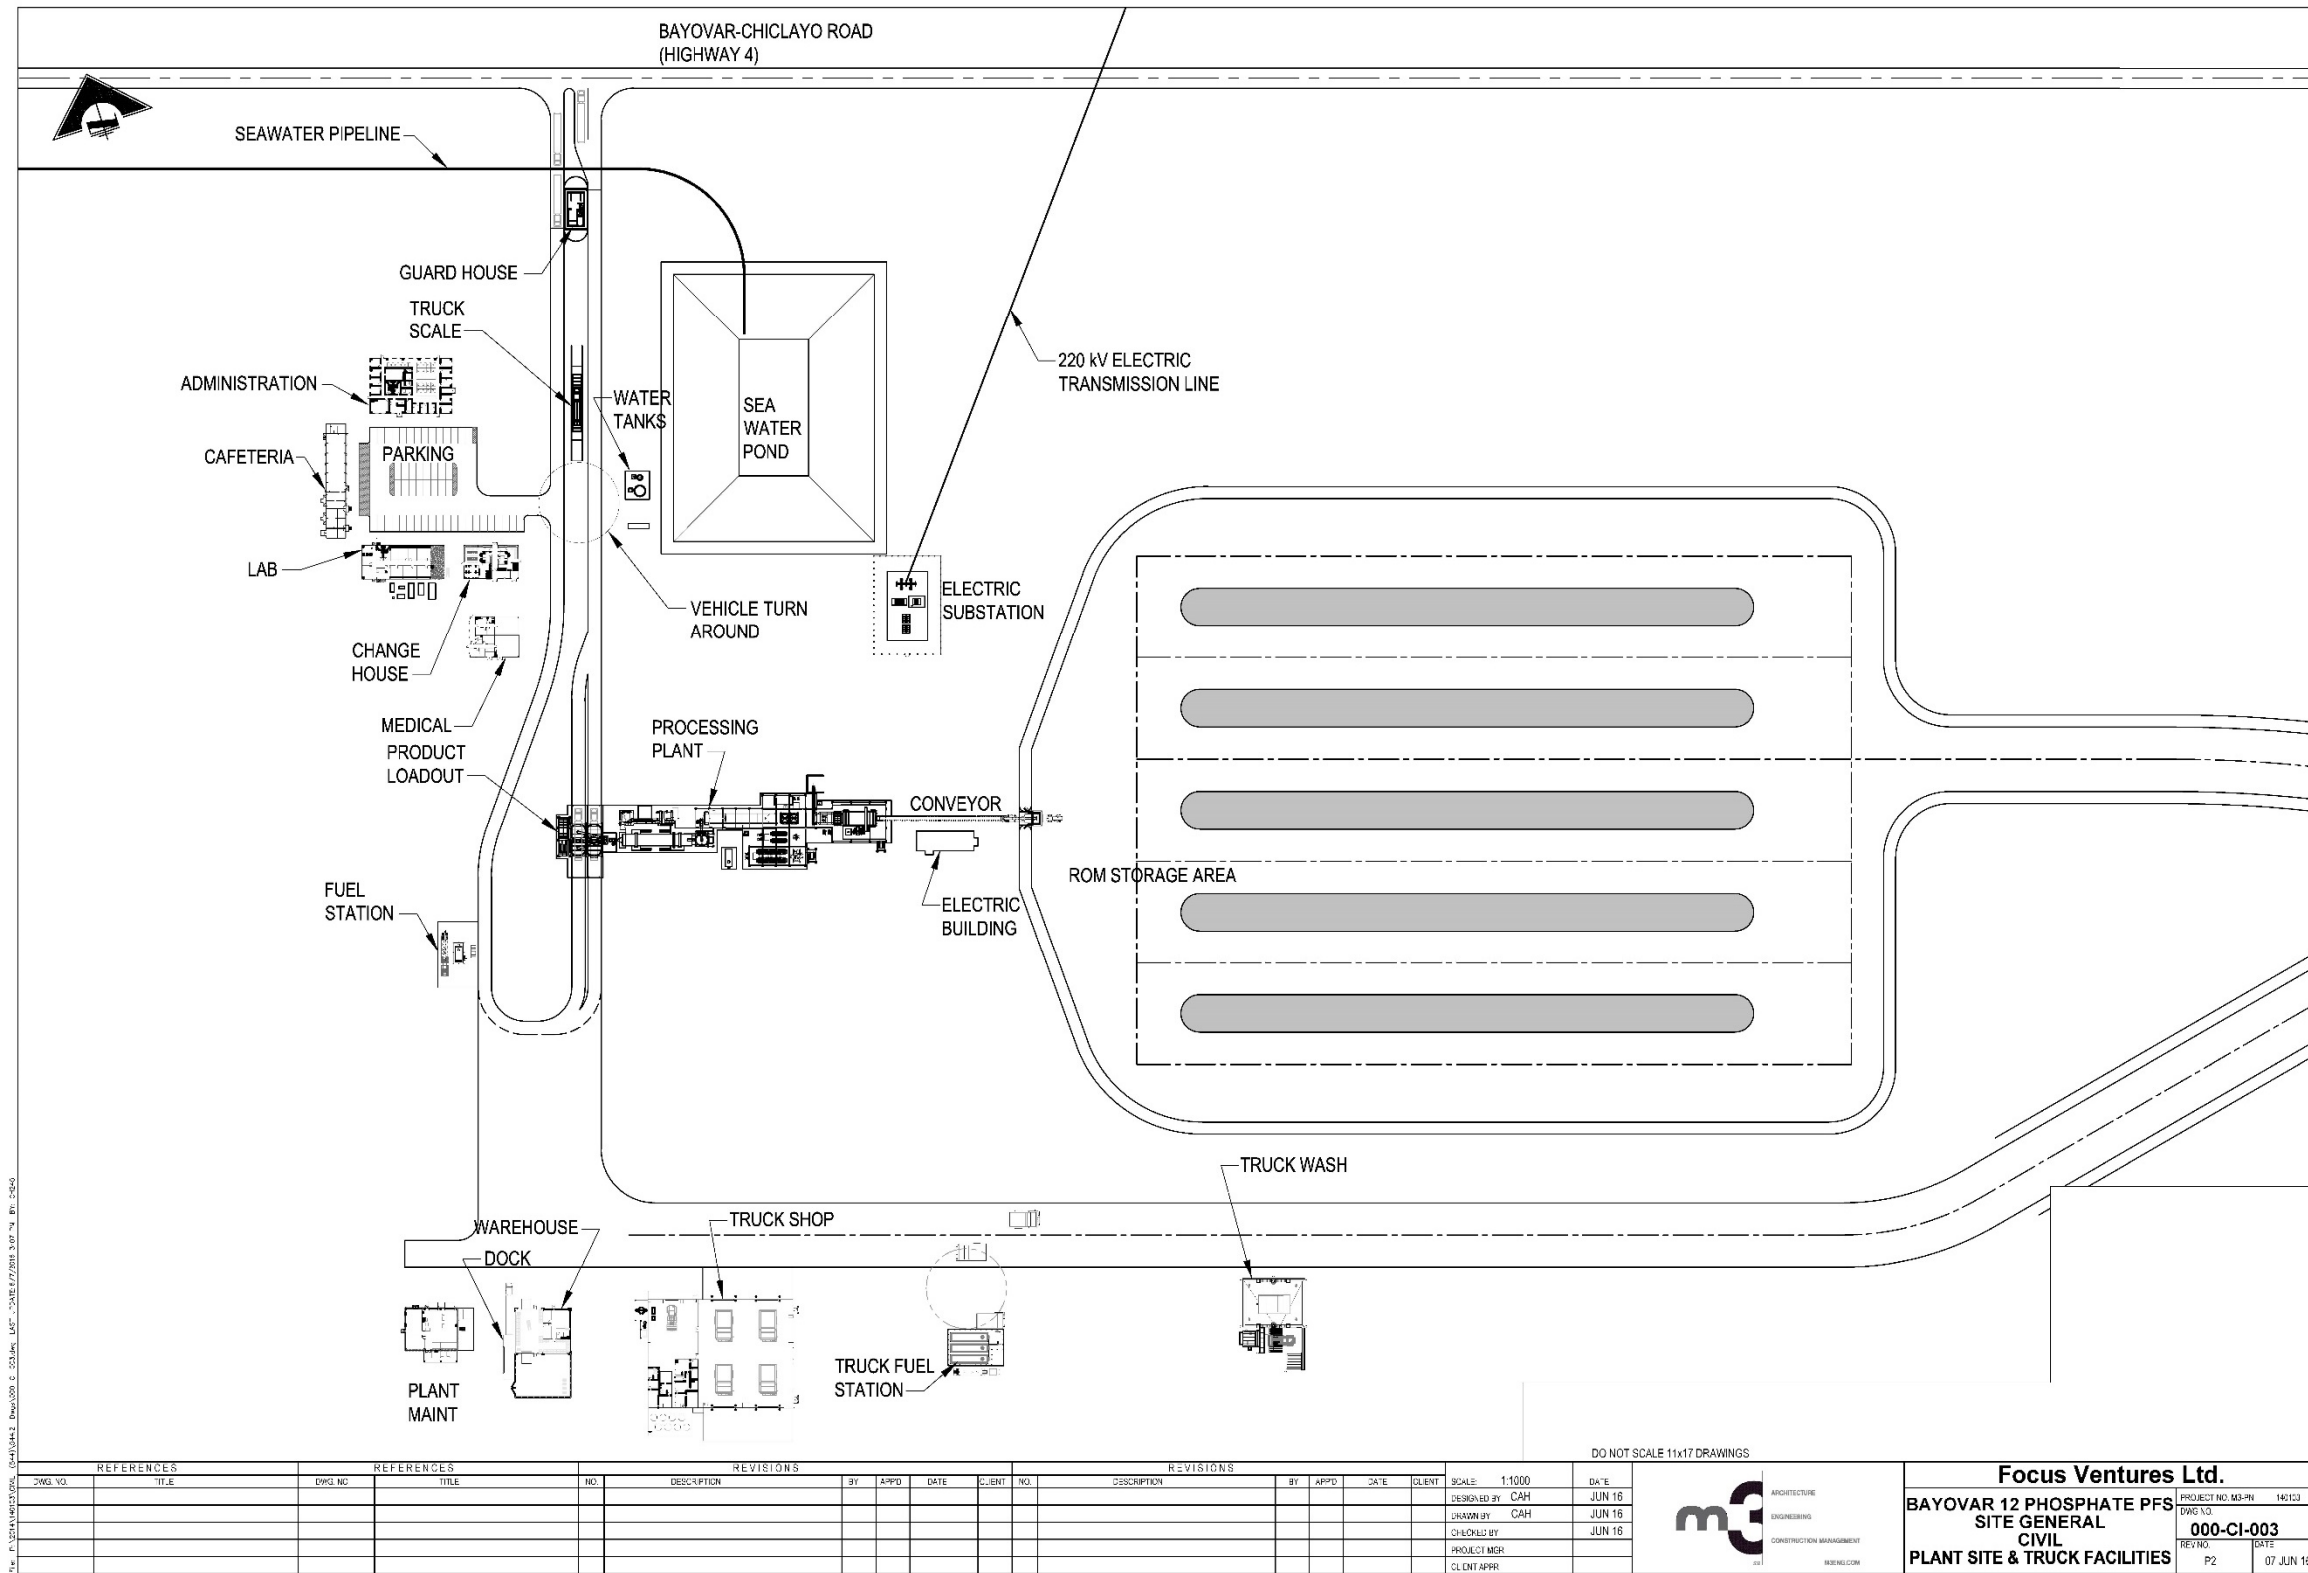 BAYOVAR-CHICLAYO ROAD
(HIGHWAY 4)
SEAWATER PIPELINE
GUARD HOUSE
TRUCK
SCALE
220 kV ELECTRIC
TRANSMISSION LINE
ADMINISTRATION
WATER
TANKS
SEA
WATER
POND
CAFETERIA
PARKING
LAB
ELECTRIC
SUBSTATION
VEHICLE TURN
AROUND
CHANGE
HOUSE
MEDICAL
PROCESSING
PLANT
PRODUCT
LOADOUT
CONVEYOR
ROM STORAGE AREA
FUEL
STATION
ELECTRIC
BUILDING
TRUCK WASH
WAREHOUSE
TRUCK SHOP
DOCK
TRUCK FUEL
STATION
PLANT
MAINT
DO NOT SCALE 11x17 DRAWINGS
REFERENCES REFERENCES REVISIONS REVISIONS
DWG. NO. TITLE DWG. NO. TITLE NO. DESCRIPTION BY APP'D DATE CLIENT NO. DESCRIPTION BY APP'D DATE CLIENT
SCALE: 1:1000 DATE
DESIGNED BY CAH JUN 16
DRAWN BY CAH JUN 16
CHECKED BY JUN 16
PROJECT MGR
CLIENT APPR
m3
ARCHITECTURE
ENGINEERING
CONSTRUCTION MANAGEMENT
M3ENG.COM
Focus Ventures Ltd.
BAYOVAR 12 PHOSPHATE PFS
SITE GENERAL
CIVIL
PLANT SITE & TRUCK FACILITIES
PROJECT NO. M3-PN 140103
DWG NO.
000-CI-003
REV NO. DATE
P2 07 JUN 16